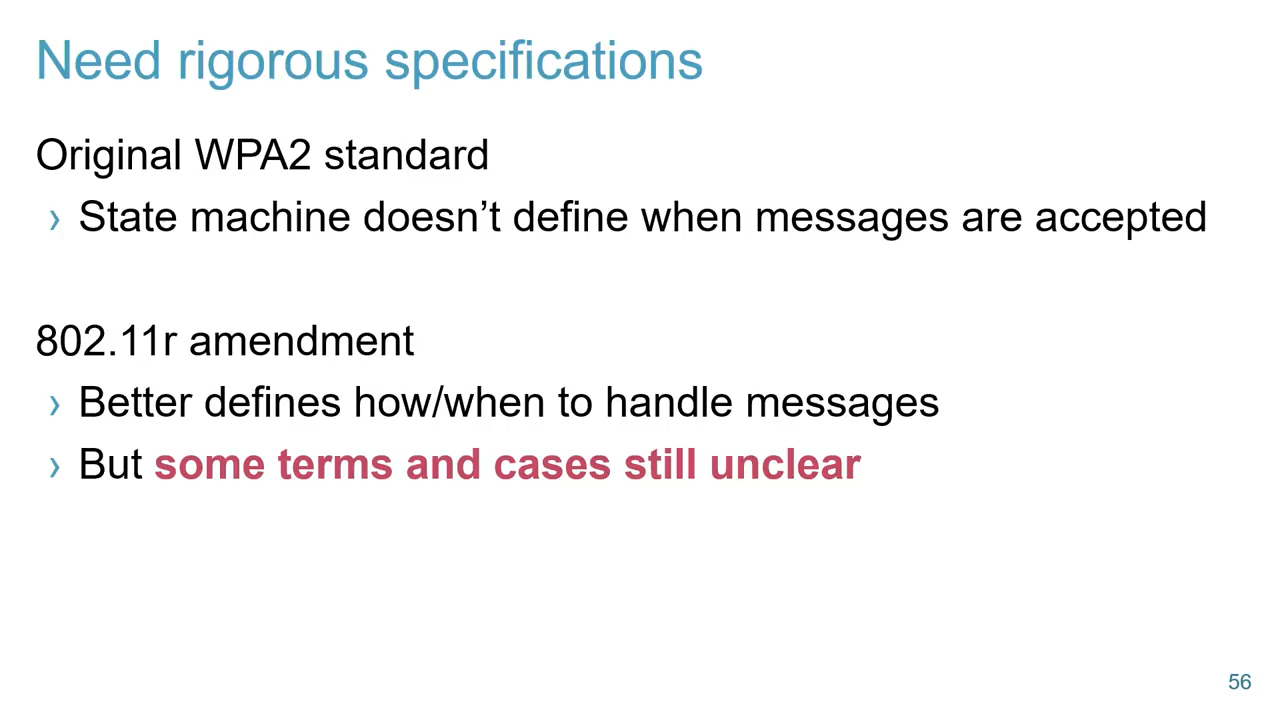 Need rigorous specifications
Original WPA2 standard
› State machine doesn’t define when messages are accepted
802.11r amendment
› Better defines how/when to handle messages
› But some terms and cases still unclear
56